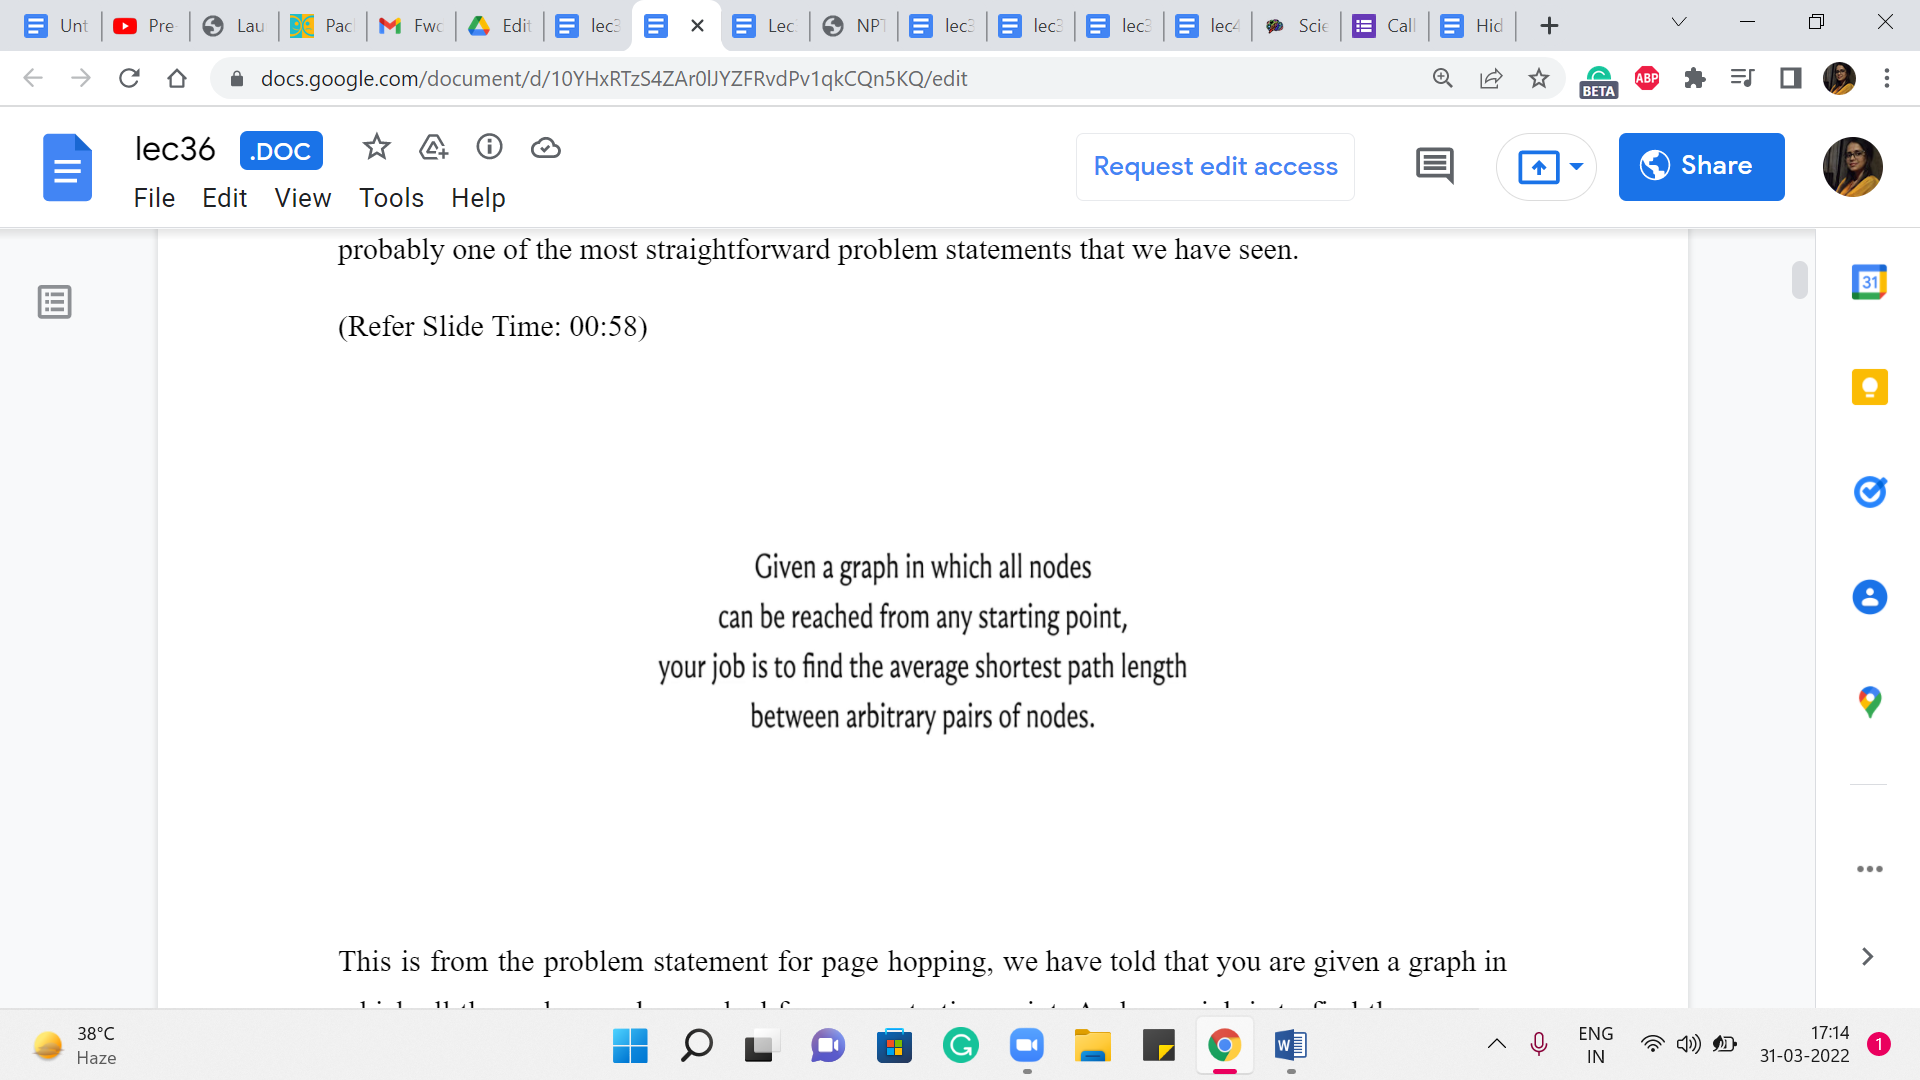 Unt
Pre
Lau
Pac
Fwd
Edit
lec3
Lec
NPT
lec3
lec3
lec3
lec4
Scie
Call
Hid
docs.google.com/document/d/10YHxRTzS4ZAr0lJYZFRvdPv1qkCQn5KQ/edit
BETA
ABP
lec36
.DOC
Request edit access
Share
File Edit View Tools Help
probably one of the most straightforward problem statements that we have seen.
(Refer Slide Time: 00:58)
31
Given a graph in which all nodes
can be reached from any starting point,
your job is to find the average shortest path length
between arbitrary pairs of nodes.
This is from the problem statement for page hopping, we have told that you are given a graph in
38°C
Haze
ENG
IN
17:14
31-03-2022
1